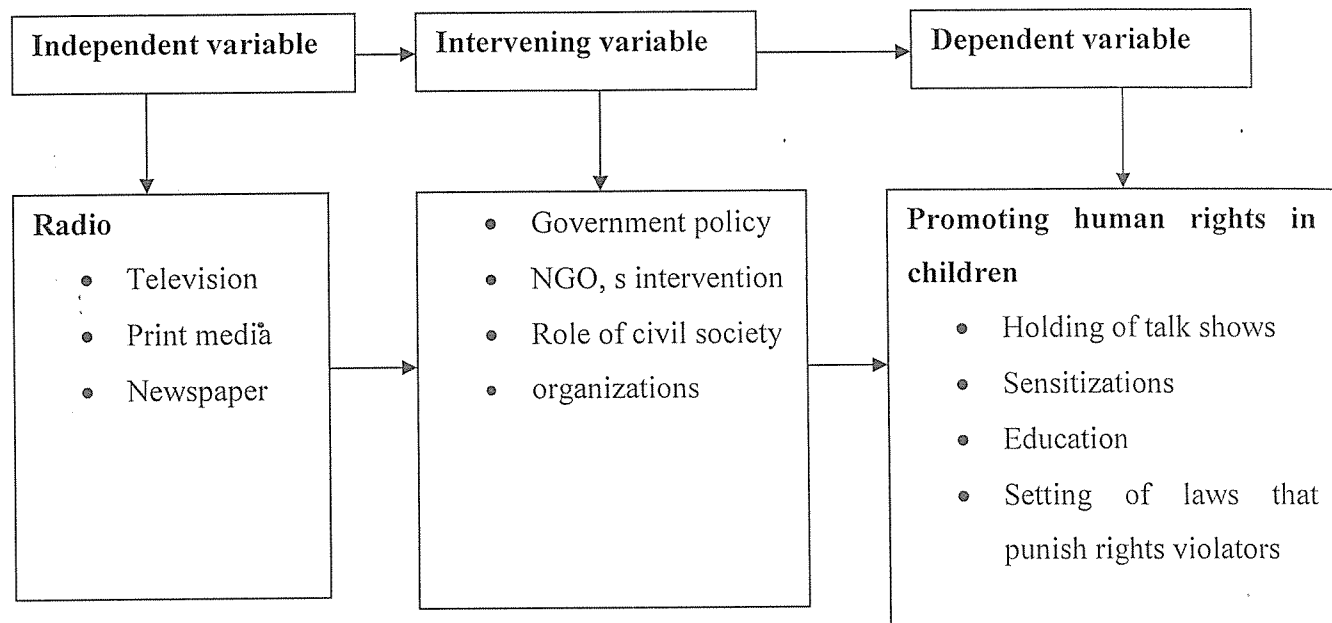 Independent variable
Intervening variable
Dependent variable
Radio
• Television
• Print media
• Newspaper
• Government policy
• NGO, s intervention
• Role of civil society
• organizations
Promoting human rights in
children
• Holding of talk shows
• Sensitizations
• Education
• Setting of laws that
punish rights violators